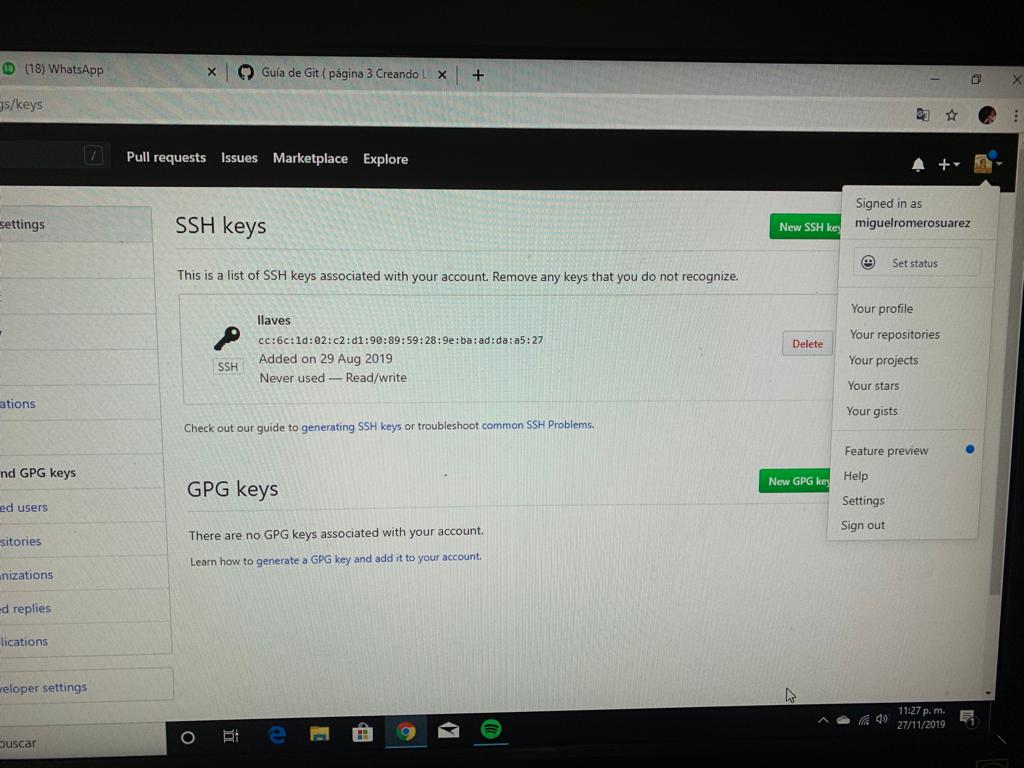 18
(18) WhatsApp
Guía de Git ( página 3 Creando L
gs/keys
/
Pull requests Issues Marketplace Explore
settings
SSH keys
New SSH key
Signed in as
miguelromerosuarez
Set status
This is a list of SSH keys associated with your account. Remove any keys that you do not recognize.
llaves
cc:6c:1d:02:c2:d1:90:89:59:28:9e:ba:ad:da:a5:27
SSH
Added on 29 Aug 2019
Never used — Read/write
Delete
Your profile
Your repositories
Your projects
Your stars
Your gists
ations
Check out our guide to generating SSH keys or troubleshoot common SSH Problems.
Feature preview
Help
Settings
Sign out
nd GPG keys
GPG keys
New GPG key
ed users
There are no GPG keys associated with your account.
sitories
Learn how to generate a GPG key and add it to your account.
nizations
d replies
lications
veloper settings
buscar
11:27 p. m.
27/11/2019
1